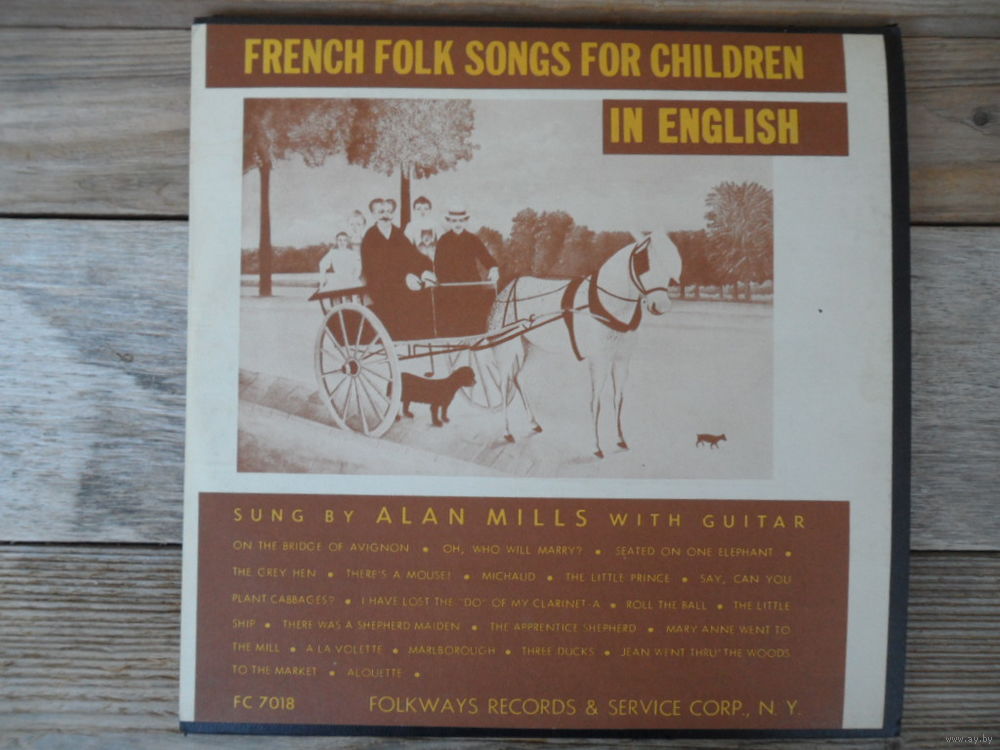 FRENCH FOLK SONGS FOR CHILDREN
IN ENGLISH
SUNG BY ALAN MILLS WITH GUITAR
ON THE BRIDGE OF AVIGNON • OH, WHO WILL MARRY? • SEATED ON ONE ELEPHANT •
THE GREY HEN • THERE'S A MOUSE! • MICHAUD • THE LITTLE PRINCE • SAY, CAN YOU
PLANT CABBAGES? • I HAVE LOST THE "DO" OF MY CLARINET-A • ROLL THE BALL • THE LITTLE
SHIP • THERE WAS A SHEPHERD MAIDEN • THE APPRENTICE SHEPHERD • MARY ANNE WENT TO
THE MILL • A LA VOLETTE • MARLBOROUGH • THREE DUCKS • JEAN WENT THRU' THE WOODS
TO THE MARKET • ALOUETTE •
FC 7018 FOLKWAYS RECORDS & SERVICE CORP., N. Y.
www.ay.by